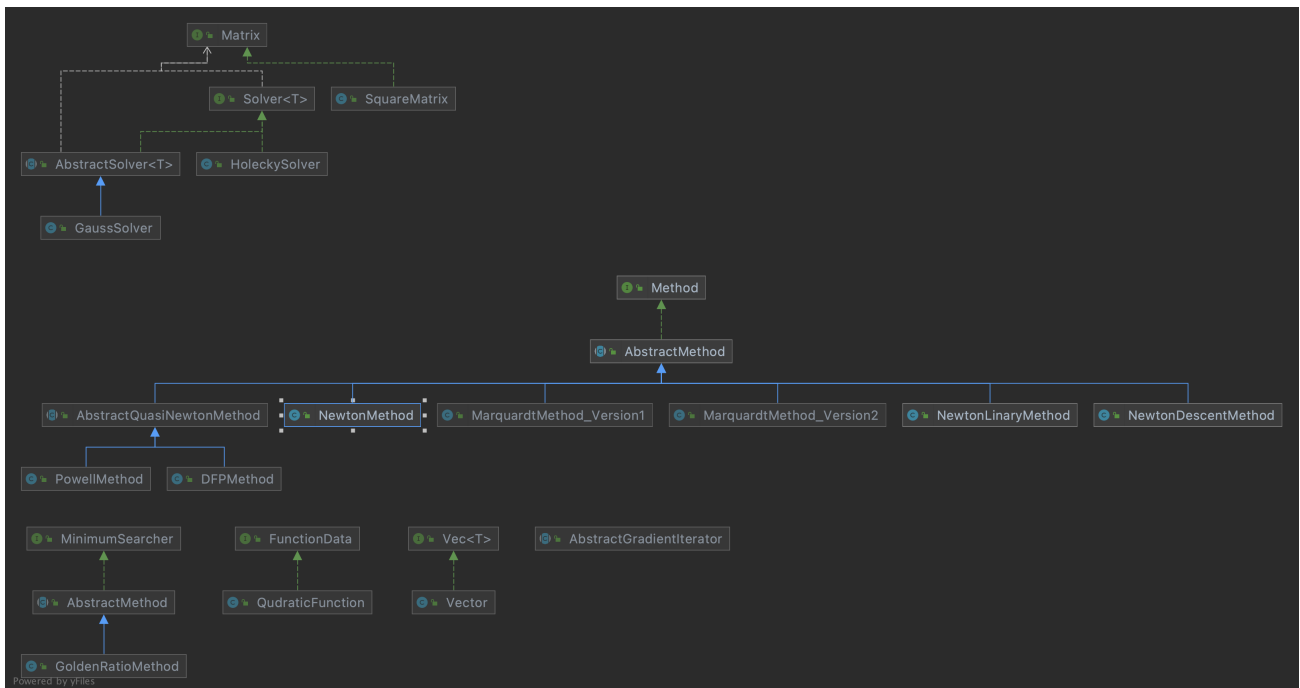 Matrix
Solver<T>
SquareMatrix
AbstractSolver<T>
HoleckySolver
GaussSolver
Method
AbstractMethod
AbstractQuasiNewtonMethod
NewtonMethod
MarquardtMethod_Version1
MarquardtMethod_Version2
NewtonLinaryMethod
NewtonDescentMethod
PowellMethod
DFPMethod
MinimumSearcher
FunctionData
Vec<T>
AbstractGradientIterator
AbstractMethod
QudraticFunction
Vector
GoldenRatioMethod
Powered by yFiles